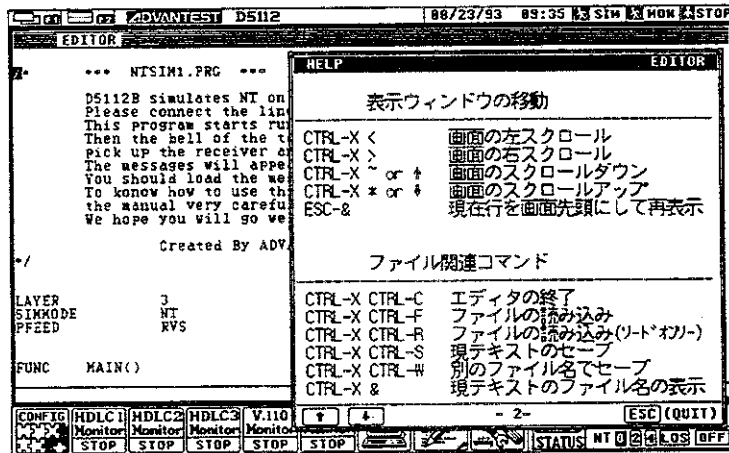 ADVANTEST D5112 08/23/93 09:35 SIM MON STOP
EDITOR
/* *** NTSIM1.PRG ***
D5112B simulates NT on
Please connect the lin
This program starts ru
Then the bell of the t
pick up the receiver a
The messages will appe
You should load the me
To konow how to use th
the manual very carefu
We hope you will go we
Created By ADV
*/
LAYER 3
SIMMODE NT
PFEED RVS
FUNC MAIN()
HELP EDITOR
表示ウィンドウの移動
CTRL-X < 画面の左スクロール
CTRL-X > 画面の右スクロール
CTRL-X ^ or ↑ 画面のスクロールダウン
CTRL-X * or ↓ 画面のスクロールアップ
ESC-& 現在行を画面先頭にして再表示
ファイル関連コマンド
CTRL-X CTRL-C エディタの終了
CTRL-X CTRL-F ファイルの読み込み
CTRL-X CTRL-R ファイルの読み込み(リードオンリー)
CTRL-X CTRL-S 現テキストのセーブ
CTRL-X CTRL-W 別のファイル名でセーブ
CTRL-X & 現テキストのファイル名の表示
↑ ↓ - 2- ESC (QUIT)
CONFIG HDLC1 HDLC2 HDLC3 V.110
Monitor Monitor Monitor Monito
STOP STOP STOP STOP STOP STATUS NT 0 2 4 LOS OFF